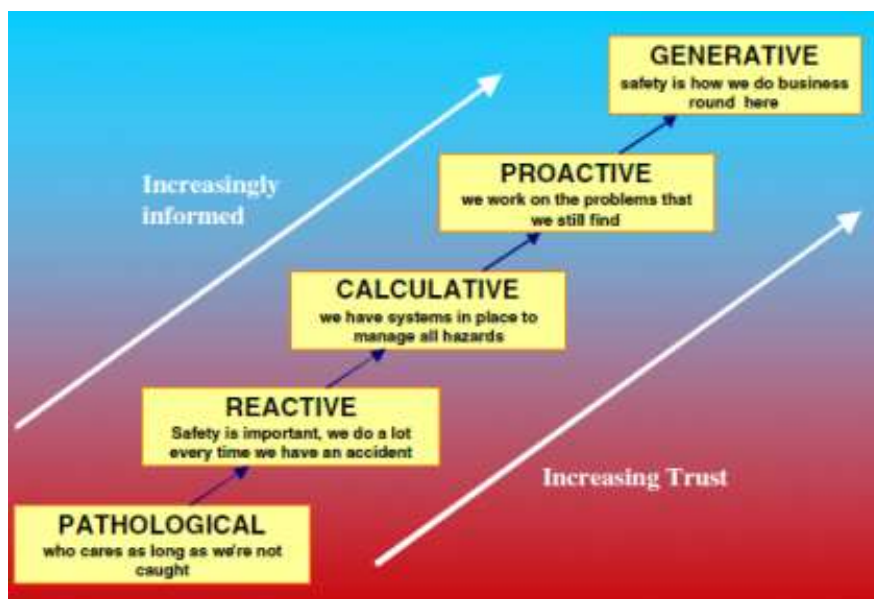 GENERATIVE
safety is how we do business
round here
PROACTIVE
we work on the problems that
we still find
Increasingly
informed
CALCULATIVE
we have systems in place to
manage all hazards
REACTIVE
Safety is important, we do a lot
every time we have an accident
Increasing Trust
PATHOLOGICAL
who cares as long as we're not
caught